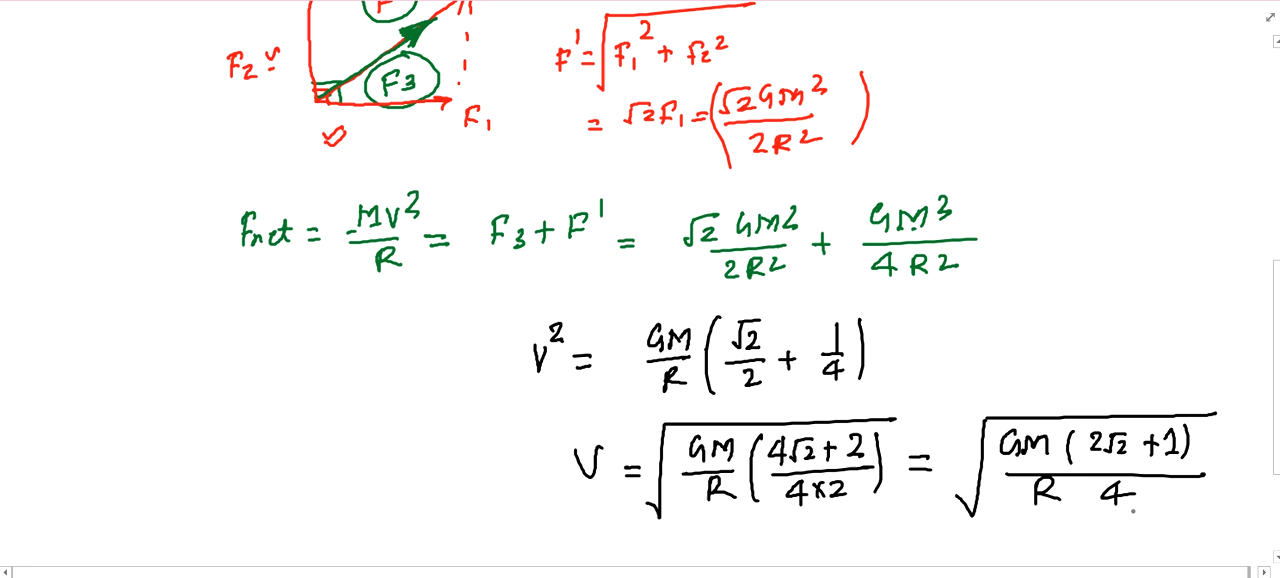 F
F₂
F3
F₁
F' = √(F₁² + F₂²)
= √2 F₁ = (√2 GM² / 2R²)
Fnet = MV² / R = F₃ + F' = √2 GM² / 2R² + GM² / 4R²
V² = GM/R (√2/2 + 1/4)
V = √(GM/R (4√2 + 2 / 4×2)) = √(GM (2√2 + 1) / R 4)